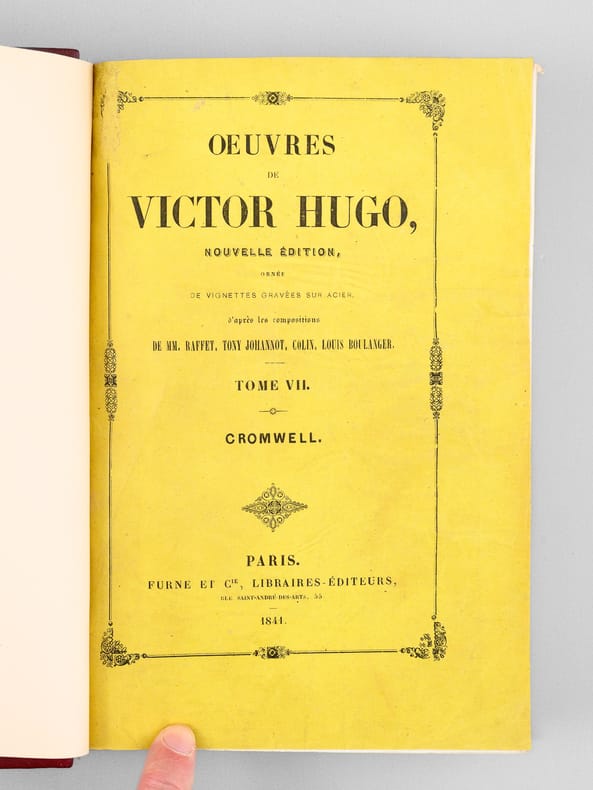 OEUVRES
DE
VICTOR HUGO,
NOUVELLE ÉDITION,
ORNÉE
DE VIGNETTES GRAVÉES SUR ACIER,
d'après les compositions
DE MM. RAFFET, TONY JOHANNOT, COLIN, LOUIS BOULANGER.
TOME VII.
CROMWELL.
PARIS.
FURNE ET Cie, LIBRAIRES-ÉDITEURS,
RUE SAINT-ANDRÉ-DES-ARTS, 55
1841.